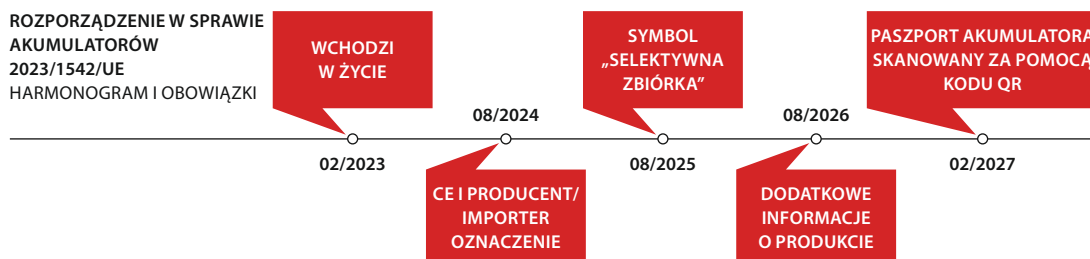 ROZPORZĄDZENIE W SPRAWIE
AKUMULATORÓW
2023/1542/UE
HARMONOGRAM I OBOWIĄZKI
WCHODZI
W ŻYCIE
02/2023
08/2024
CE I PRODUCENT/
IMPORTER
OZNACZENIE
SYMBOL
„SELEKTYWNA
ZBIÓRKA”
08/2025
08/2026
DODATKOWE
INFORMACJE
O PRODUKCIE
PASZPORT AKUMULATORA
SKANOWANY ZA POMOCĄ
KODU QR
02/2027